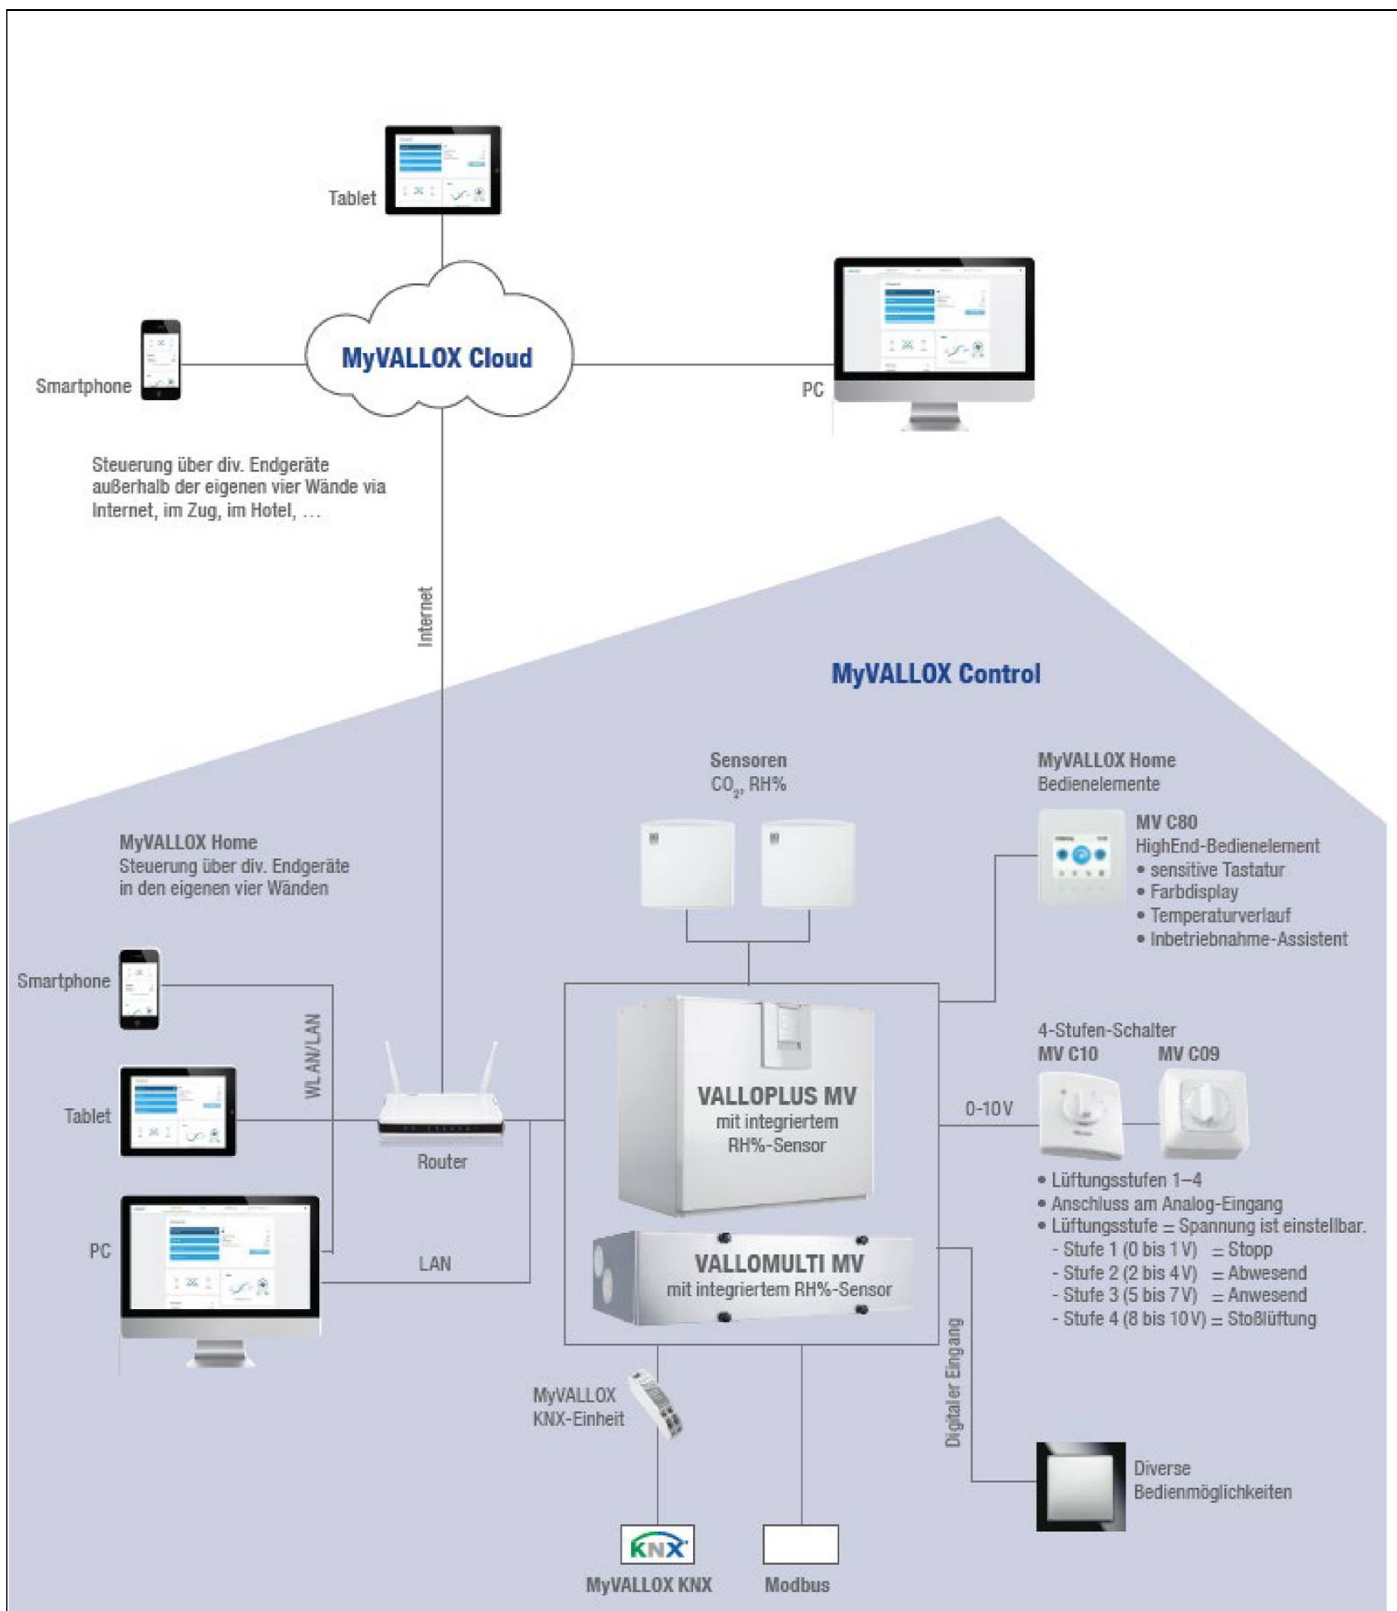 Tablet
MyVALLOX Cloud
Smartphone
PC
Steuerung über div. Endgeräte
außerhalb der eigenen vier Wände via
Internet, im Zug, im Hotel, …
Internet
MyVALLOX Control
Sensoren
CO₂, RH%
MyVALLOX Home
Bedienelemente
MV C80
HighEnd-Bedienelement
• sensitive Tastatur
• Farbdisplay
• Temperaturverlauf
• Inbetriebnahme-Assistent
MyVALLOX Home
Steuerung über div. Endgeräte
in den eigenen vier Wänden
Smartphone
WLAN/LAN
Tablet
Router
PC
LAN
VALLOPLUS MV
mit integriertem
RH%-Sensor
VALLOMULTI MV
mit integriertem RH%-Sensor
0-10V
4-Stufen-Schalter
MV C10 MV C09
• Lüftungsstufen 1–4
• Anschluss am Analog-Eingang
• Lüftungsstufe = Spannung ist einstellbar.
- Stufe 1 (0 bis 1V) = Stopp
- Stufe 2 (2 bis 4V) = Abwesend
- Stufe 3 (5 bis 7V) = Anwesend
- Stufe 4 (8 bis 10V) = Stoßlüftung
Digitaler Eingang
MyVALLOX
KNX-Einheit
Diverse
Bedienmöglichkeiten
KNX
MyVALLOX KNX
Modbus